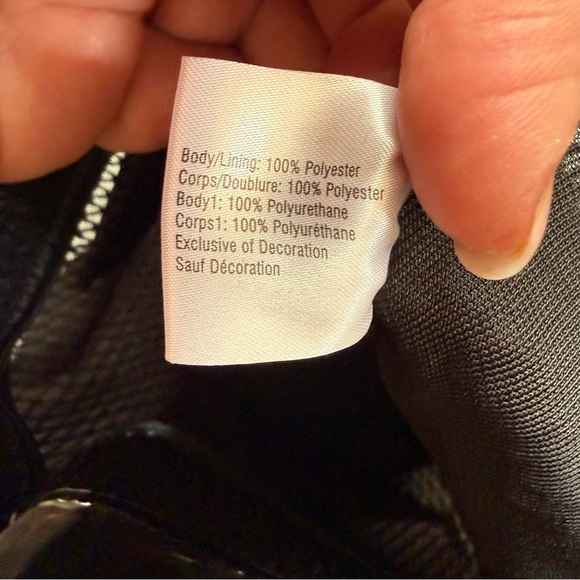 Body/Lining: 100% Polyester
Corps/Doublure: 100% Polyester
Body1: 100% Polyurethane
Corps1: 100% Polyuréthane
Exclusive of Decoration
Sauf Décoration